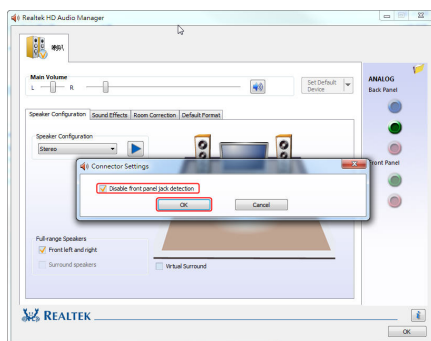 Realtek HD Audio Manager
喇叭
Main Volume
L
R
Set Default
Device
ANALOG
Back Panel
Speaker Configuration
Sound Effects
Room Correction
Default Format
Speaker Configuration
Stereo
Front Panel
Connector Settings
Disable front panel jack detection
OK
Cancel
Full-range Speakers
Front left and right
Surround speakers
Virtual Surround
REALTEK
OK